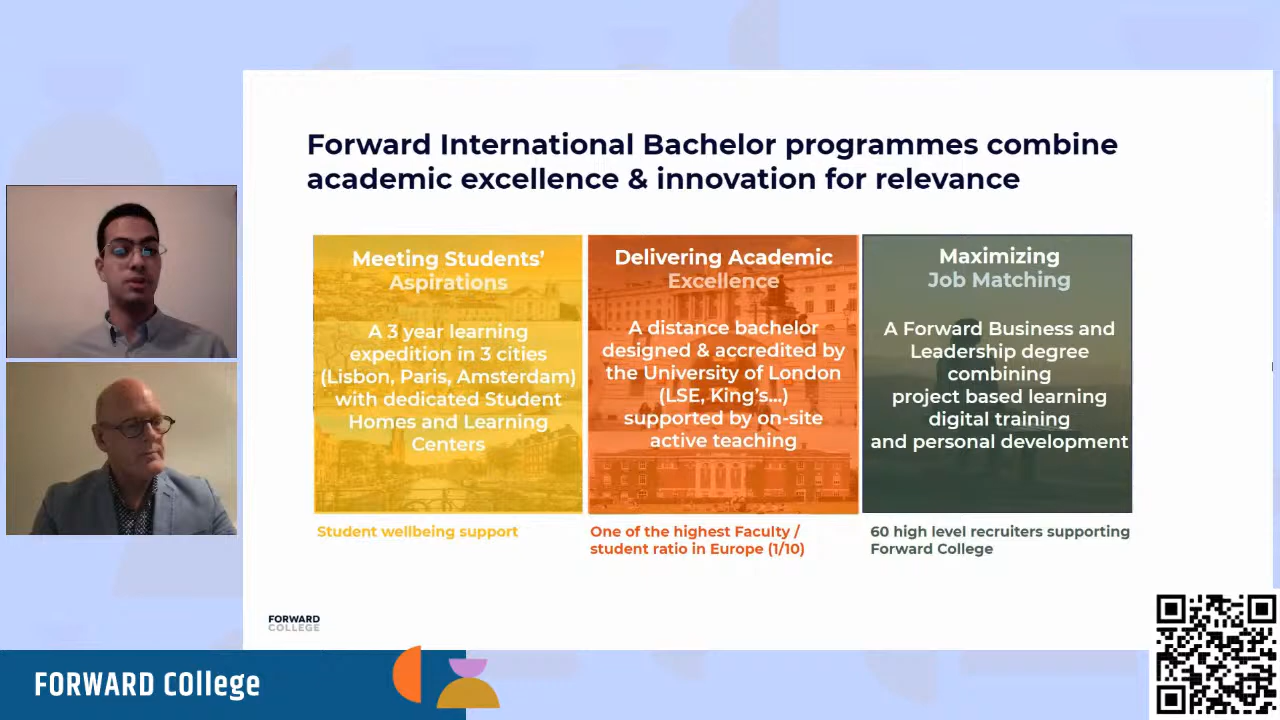 Forward International Bachelor programmes combine
academic excellence & innovation for relevance
Meeting Students’
Aspirations
A 3 year learning
expedition in 3 cities
(Lisbon, Paris, Amsterdam)
with dedicated Student
Homes and Learning
Centers
Student wellbeing support
Delivering Academic
Excellence
A distance bachelor
designed & accredited by
the University of London
(LSE, King’s...)
supported by on-site
active teaching
One of the highest Faculty /
student ratio in Europe (1/10)
Maximizing
Job Matching
A Forward Business and
Leadership degree
combining
project based learning
digital training
and personal development
60 high level recruiters supporting
Forward College
FORWARD
COLLEGE
FORWARD College